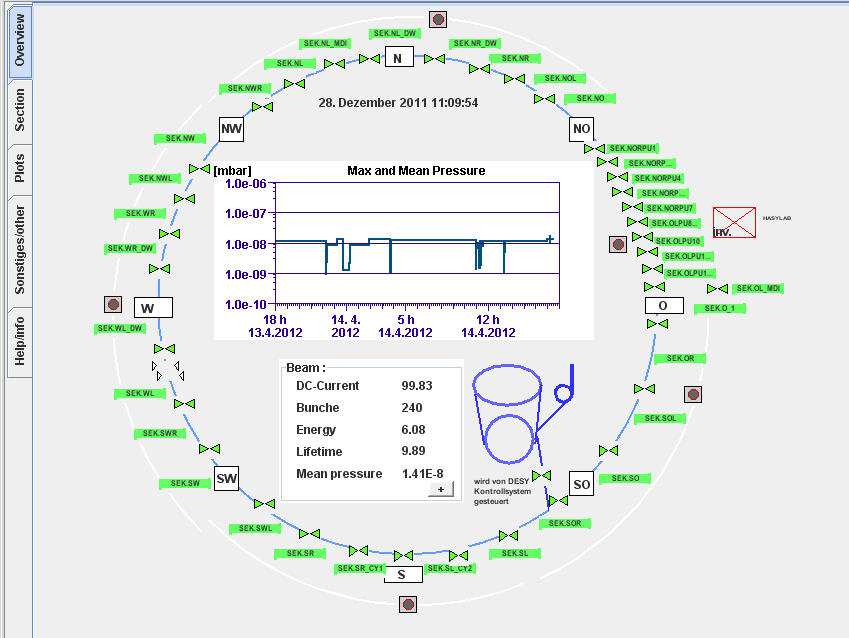 Overview
Section
Plots
Sonstiges/other
Help/info
SEK.NL_DW
SEK.NL_MDI
SEK.NR_DW
SEK.NL
SEK.NR
SEK.NWR
SEK.NOL
SEK.NO
N
28. Dezember 2011 11:09:54
NW
NO
SEK.NW
SEK.NORPU1
SEK.NORP...
SEK.NWL
SEK.NORPU4
SEK.NORP...
SEK.WR
SEK.NORPU7
SEK.OLPU8...
HASYLAB
SEK.WR_DW
SEK.OLPU10
SEK.OLPU1...
SEK.OLPU1...
SEK.OL_MDI
W
O
SEK.O_1
SEK.WL_DW
[mbar]
Max and Mean Pressure
1.0e-06
1.0e-07
1.0e-08
1.0e-09
1.0e-10
18 h
14. 4.
5 h
12 h
13.4.2012
2012
14.4.2012
14.4.2012
SEK.OR
SEK.WL
SEK.SOL
SEK.SWR
Beam :
DC-Current 99.83
Bunche 240
Energy 6.08
Lifetime 9.89
Mean pressure 1.41E-8
+
wird von DESY
Kontrollsystem
gesteuert
SW
SO
SEK.SW
SEK.SO
SEK.SWL
SEK.SOR
SEK.SR
SEK.SL
SEK.SR_CY1
SEK.SL_CY2
S